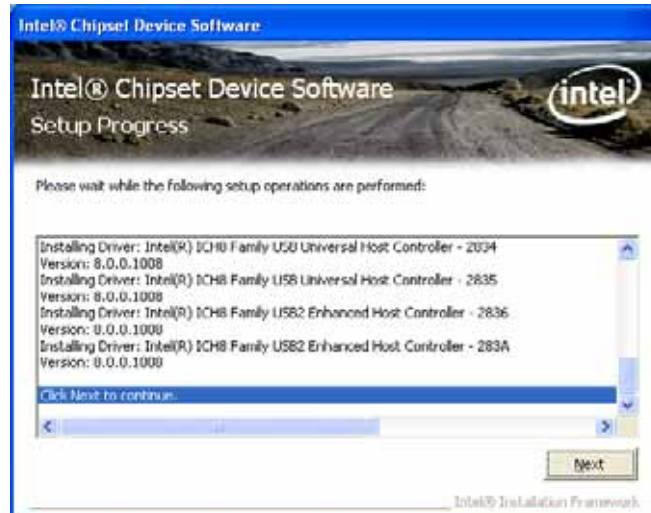 Intel® Chipset Device Software
Intel® Chipset Device Software
intel
Setup Progress
Please wait while the following setup operations are performed:
Installing Driver: Intel(R) ICH8 Family USB Universal Host Controller - 2834
Version: 8.0.0.1008
Installing Driver: Intel(R) ICH8 Family USB Universal Host Controller - 2835
Version: 8.0.0.1008
Installing Driver: Intel(R) ICH8 Family USB2 Enhanced Host Controller - 2836
Version: 8.0.0.1008
Installing Driver: Intel(R) ICH8 Family USB2 Enhanced Host Controller - 283A
Version: 8.0.0.1008
Click Next to continue.
Next
Intel® Installation Framework